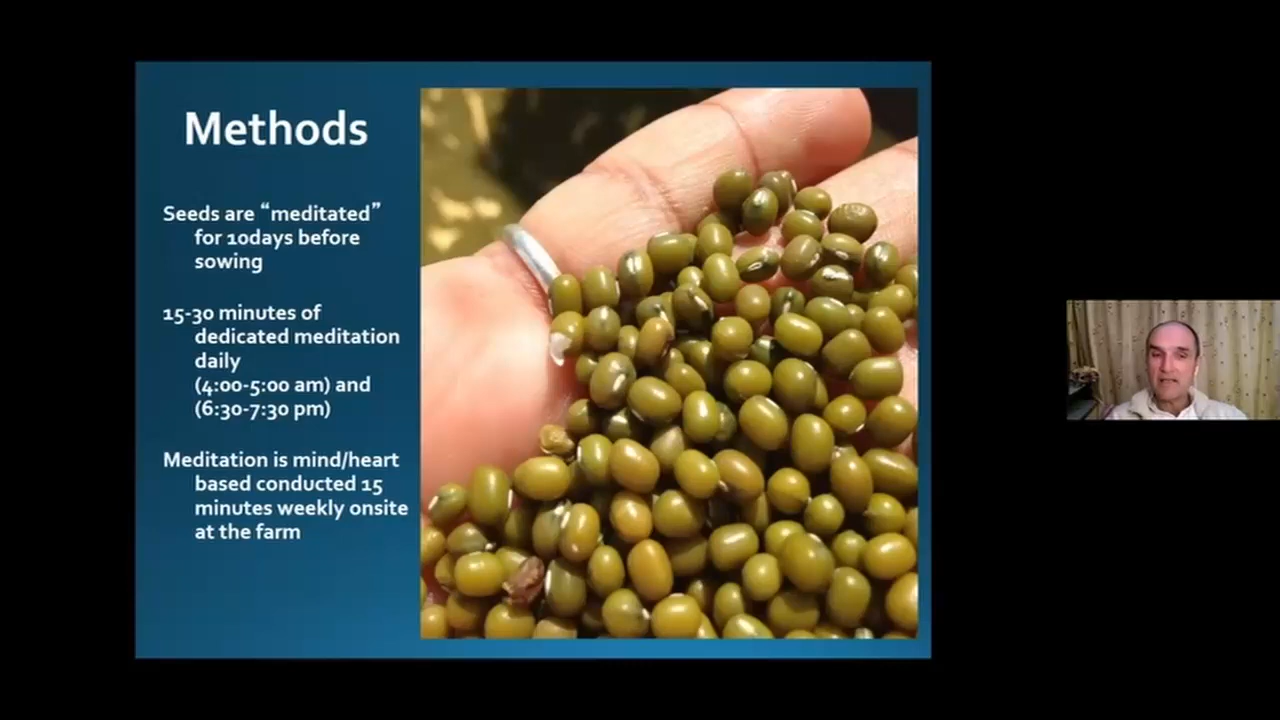 Methods
Seeds are “meditated”
for 10days before
sowing
15-30 minutes of
dedicated meditation
daily
(4:00-5:00 am) and
(6:30-7:30 pm)
Meditation is mind/heart
based conducted 15
minutes weekly onsite
at the farm